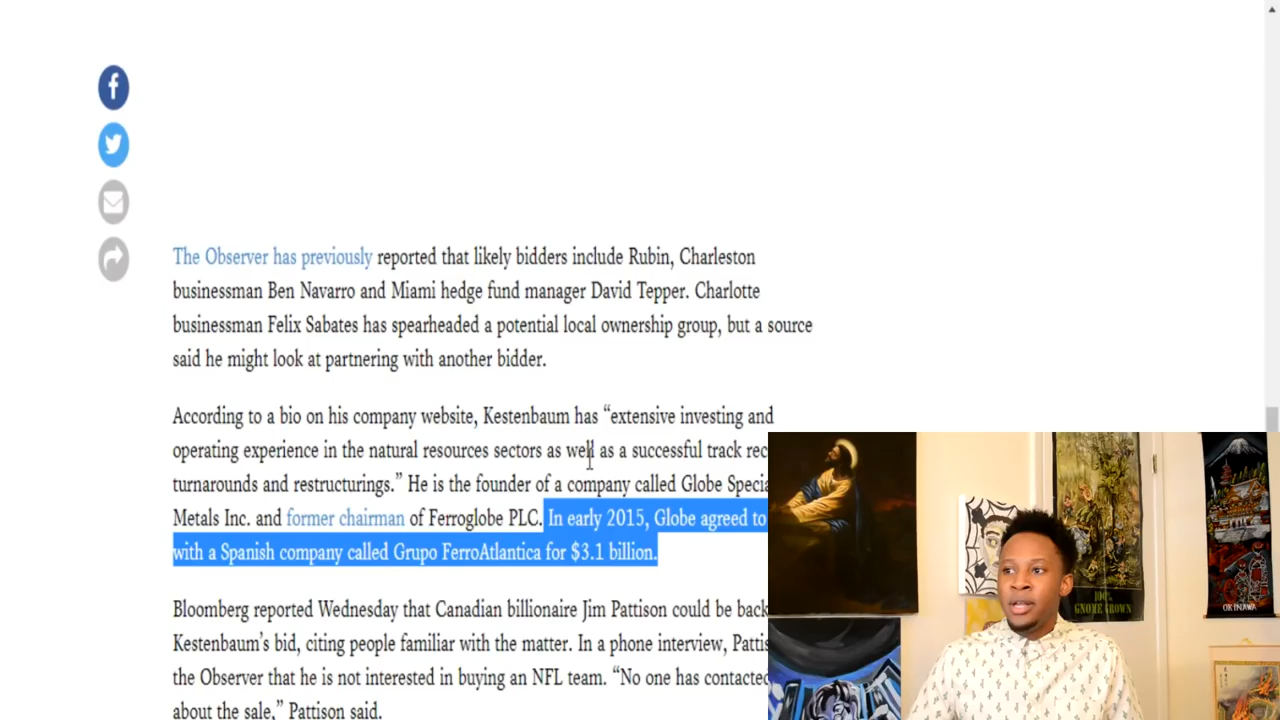 The Observer has previously reported that likely bidders include Rubin, Charleston
businessman Ben Navarro and Miami hedge fund manager David Tepper. Charlotte
businessman Felix Sabates has spearheaded a potential local ownership group, but a source
said he might look at partnering with another bidder.
According to a bio on his company website, Kestenbaum has “extensive investing and
operating experience in the natural resources sectors as well as a successful track
turnarounds and restructurings.” He is the founder of a company called Globe
Metals Inc. and former chairman of Ferroglobe PLC. In early 2015, Globe agreed to
with a Spanish company called Grupo FerroAtlantica for $3.1 billion.
Bloomberg reported Wednesday that Canadian billionaire Jim Pattison could be
Kestenbaum’s bid, citing people familiar with the matter. In a phone interview,
the Observer that he is not interested in buying an NFL team. “No one has contacted
about the sale,” Pattison said.
100%
GNOME GROWN
OKINAWA